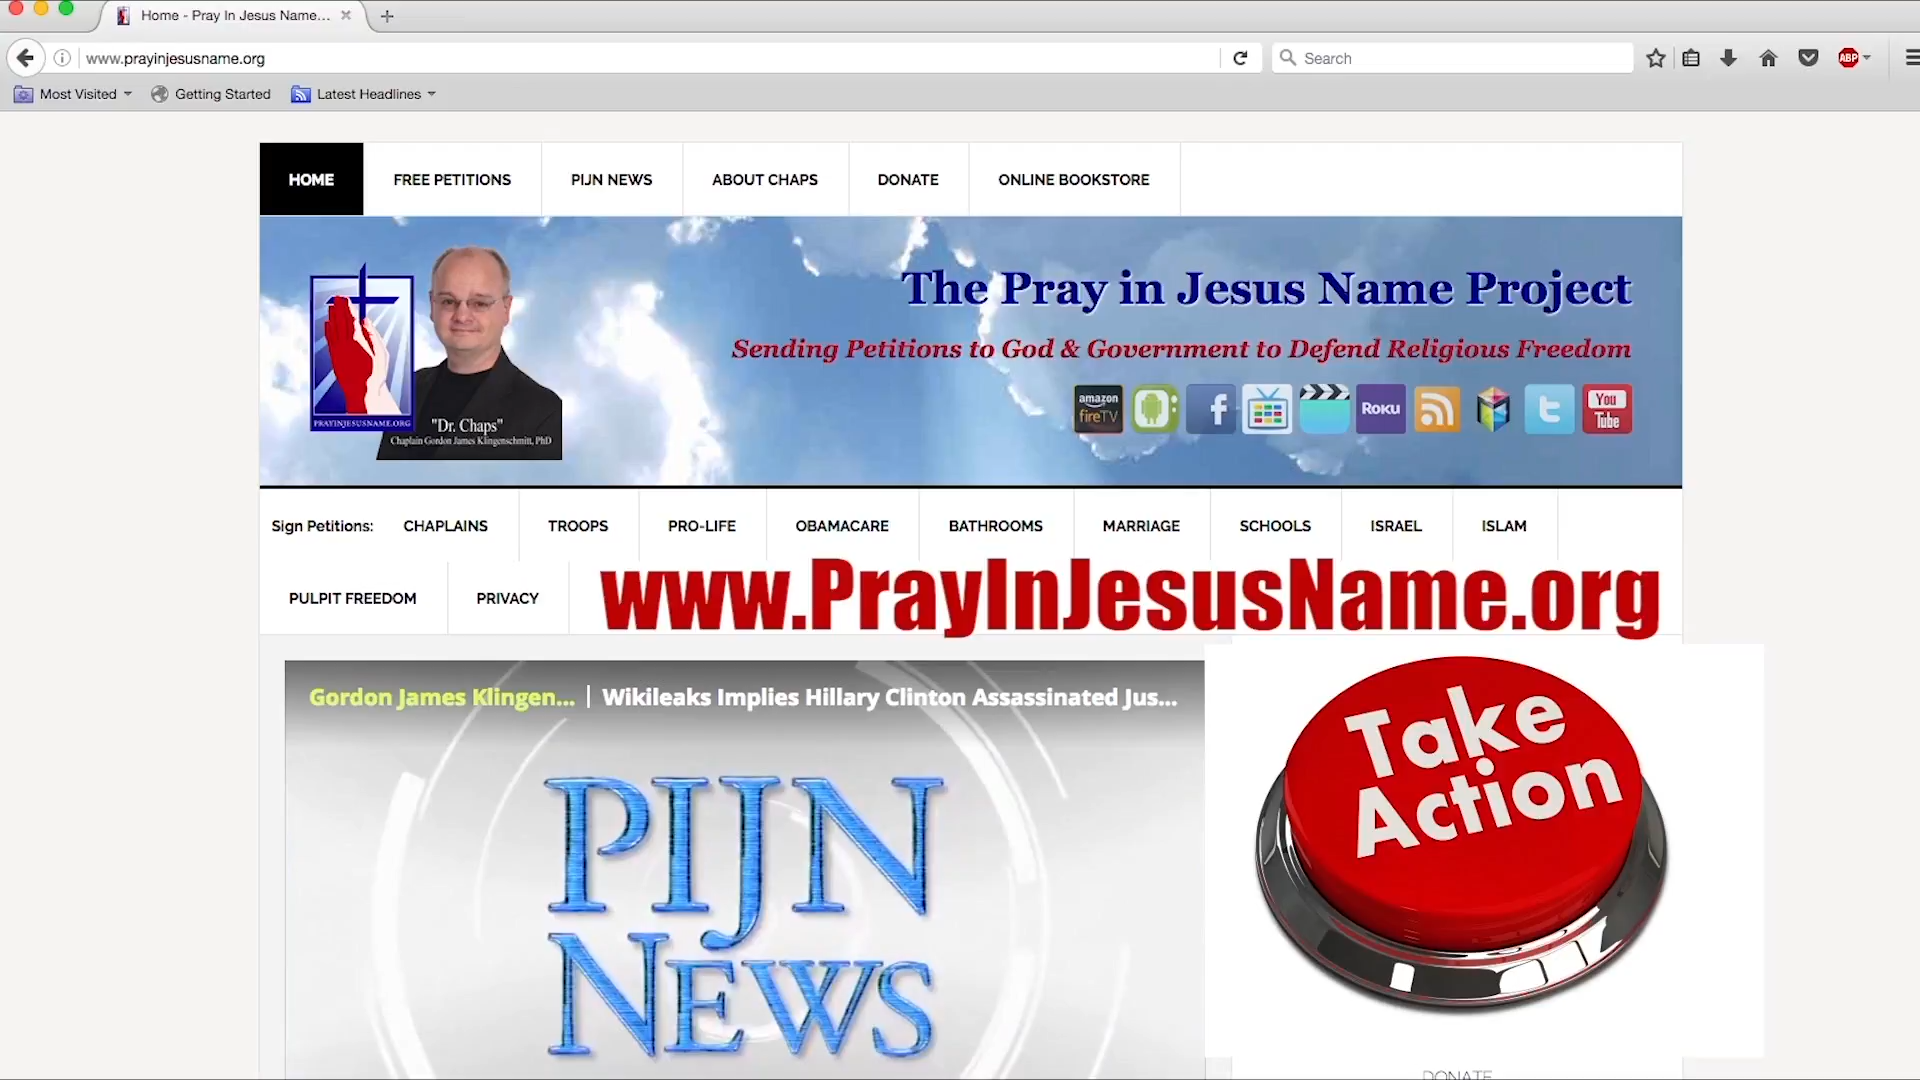 Home - Pray In Jesus Name...
www.prayinjesusname.org
Search
ABP
Most Visited
Getting Started
Latest Headlines
HOME
FREE PETITIONS
PIJN NEWS
ABOUT CHAPS
DONATE
ONLINE BOOKSTORE
The Pray in Jesus Name Project
Sending Petitions to God & Government to Defend Religious Freedom
PRAYINJESUSNAME.ORG
"Dr. Chaps"
Chaplain Gordon James Klingenschmitt, PhD
amazon
fireTV
f
Roku
t
You
Tube
Sign Petitions:
CHAPLAINS
TROOPS
PRO-LIFE
OBAMACARE
BATHROOMS
MARRIAGE
SCHOOLS
ISRAEL
ISLAM
PULPIT FREEDOM
PRIVACY
www.PrayInJesusName.org
Gordon James Klingen... | Wikileaks Implies Hillary Clinton Assassinated Jus...
PIJN
NEWS
Take
Action
DONATE